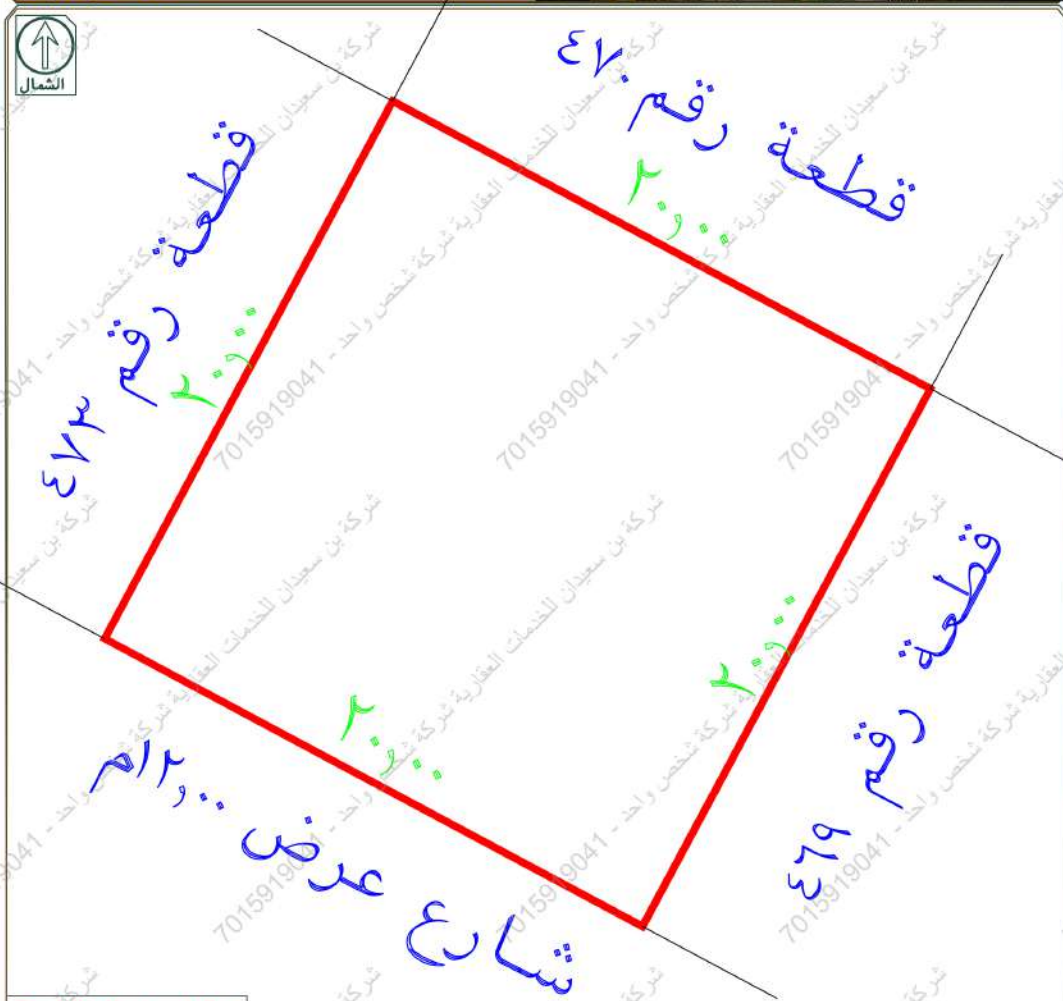 الشمال
قطعة رقم ٤٧٠
٢٠,٠٠
قطعة رقم ٤٧٣
٢٠,٠٠
قطعة رقم ٤٦٩
٢٠,٠٠
٢٠,٠٠
شارع عرض ١٢,٠٠م
شركة بن سعيدان للخدمات العقارية شركة شخص واحد - 7015919041